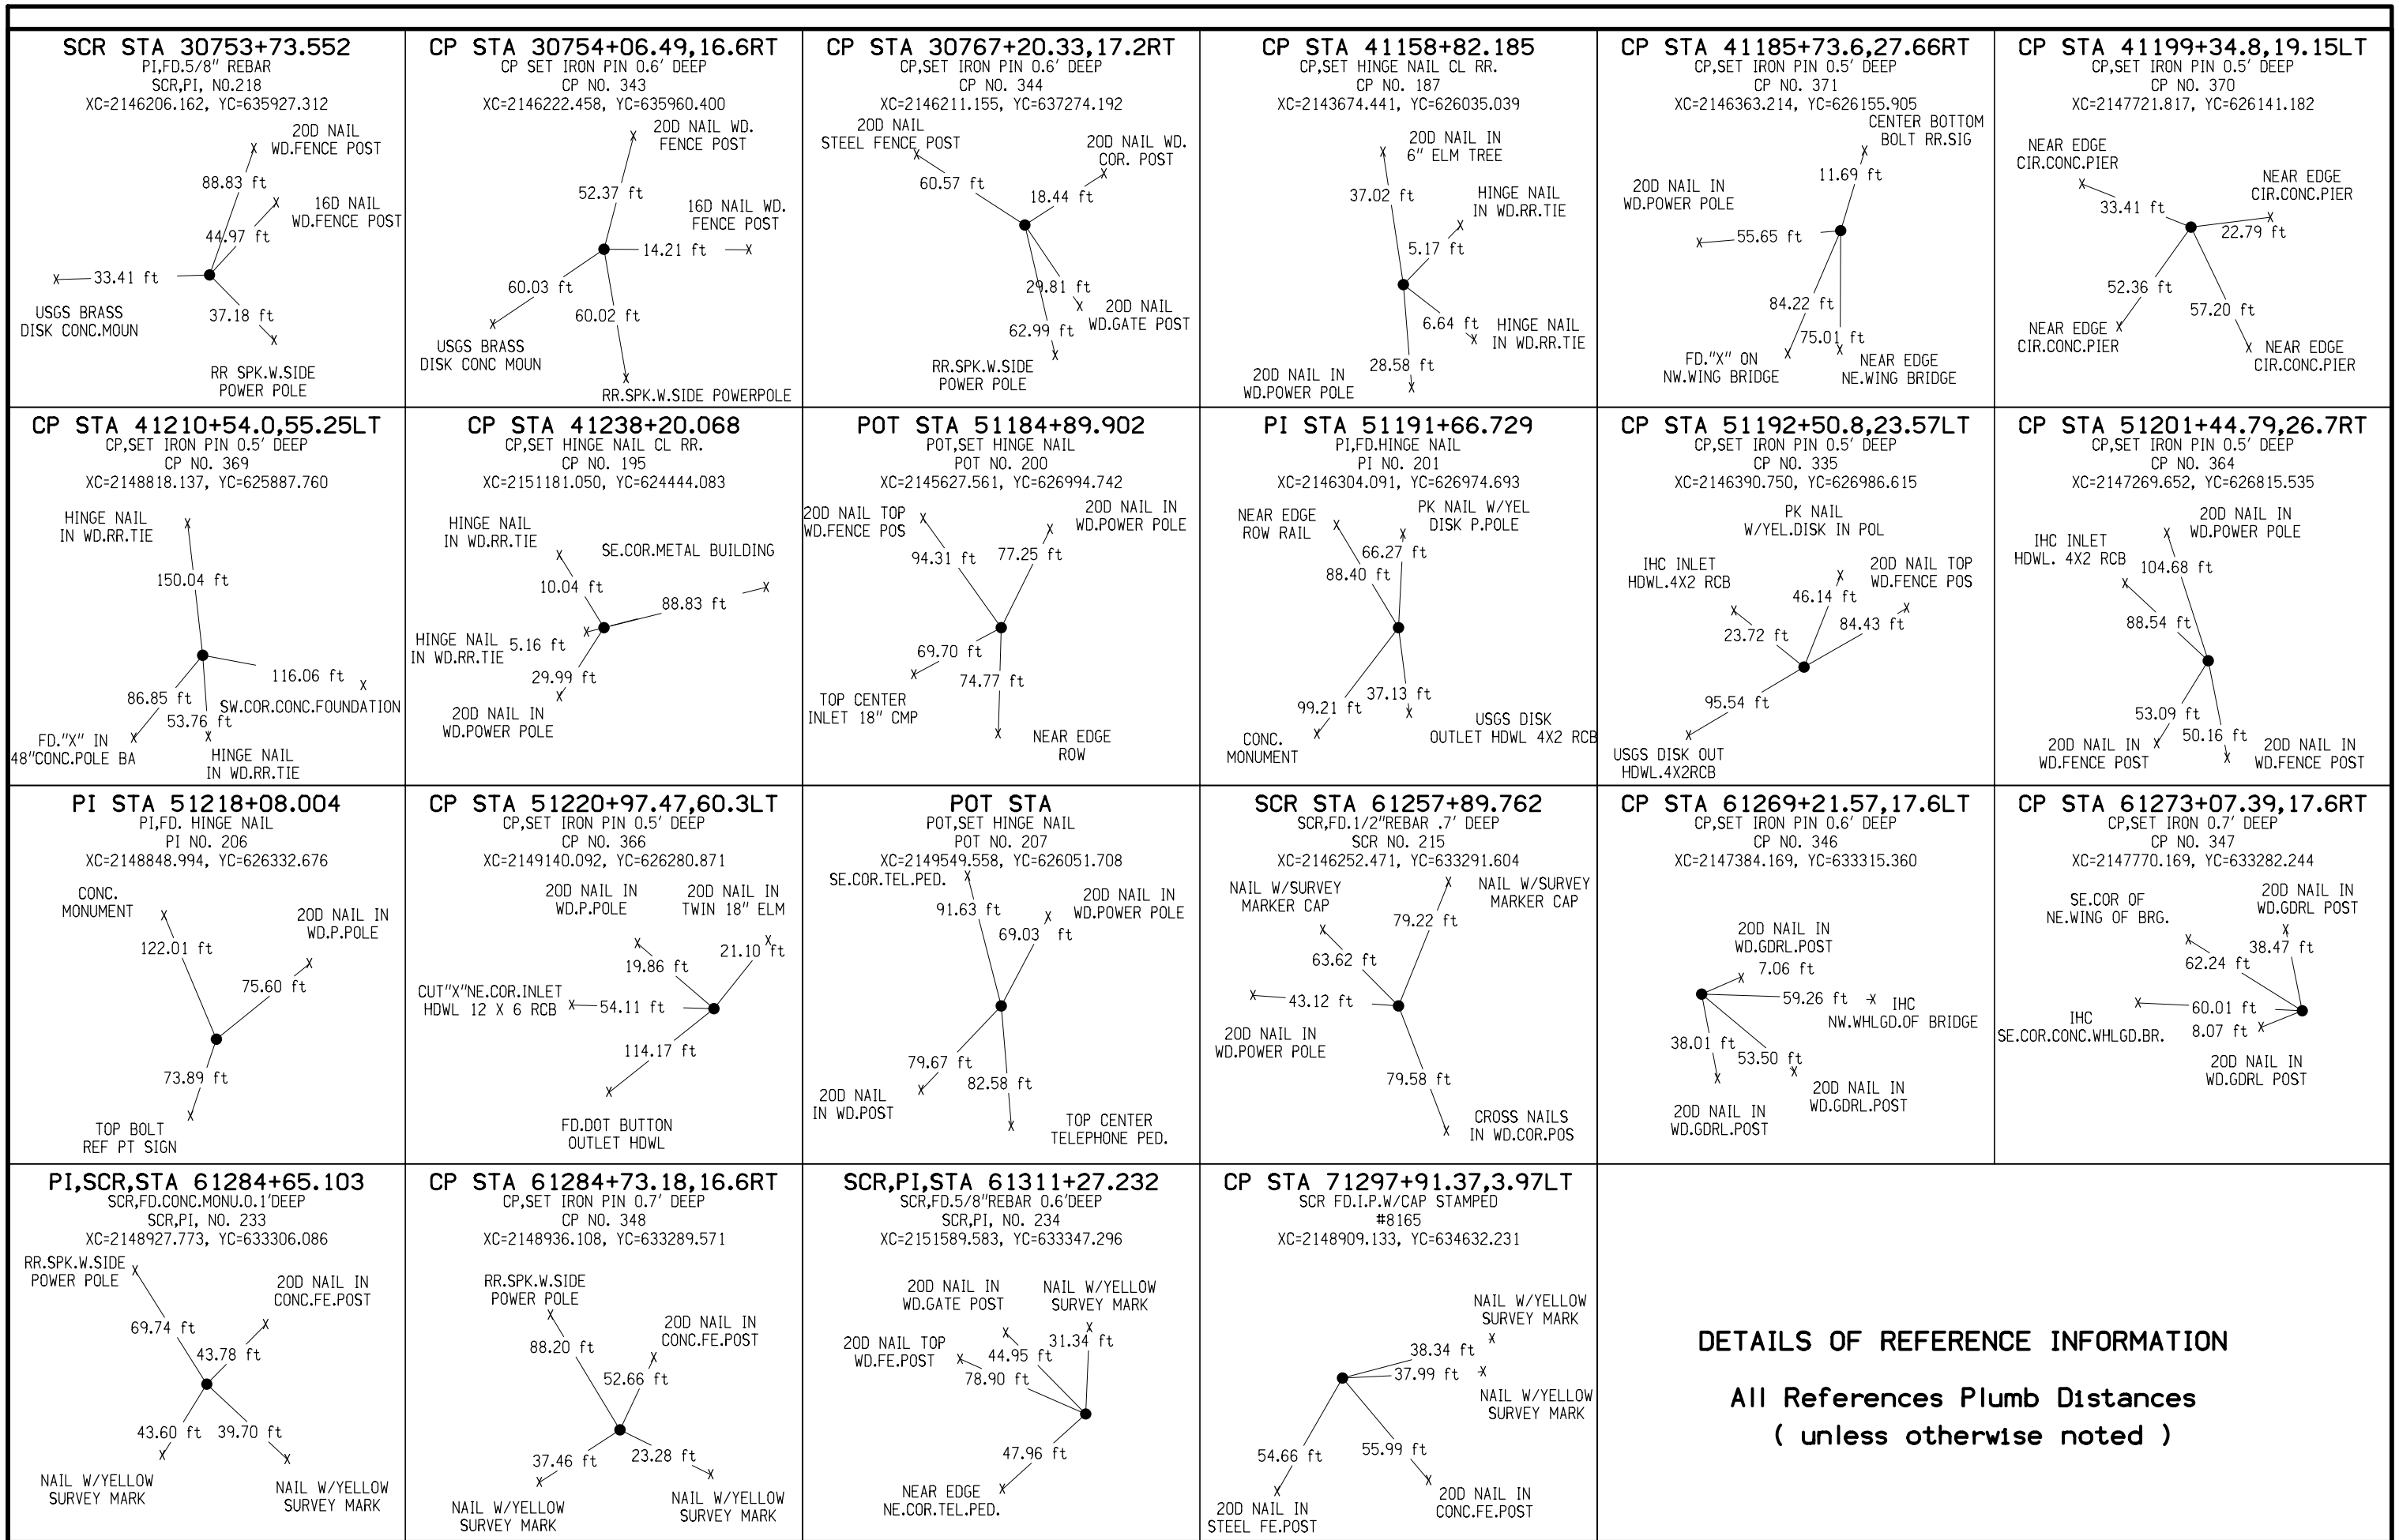 SCR STA 30753+73.552
PI,FD.5/8" REBAR
SCR,PI, NO.218
XC=2146206.162, YC=635927.312
20D NAIL
WD.FENCE POST
88.83 ft
16D NAIL
WD.FENCE POST
44.97 ft
33.41 ft
USGS BRASS
DISK CONC.MOUN
37.18 ft
RR SPK.W.SIDE
POWER POLE
CP STA 30754+06.49,16.6RT
CP SET IRON PIN 0.6' DEEP
CP NO. 343
XC=2146222.458, YC=635960.400
20D NAIL WD.
FENCE POST
52.37 ft
16D NAIL WD.
FENCE POST
14.21 ft
60.03 ft
60.02 ft
USGS BRASS
DISK CONC MOUN
RR.SPK.W.SIDE POWERPOLE
CP STA 30767+20.33,17.2RT
CP,SET IRON PIN 0.6' DEEP
CP NO. 344
XC=2146211.155, YC=637274.192
20D NAIL
STEEL FENCE POST
20D NAIL WD.
COR. POST
60.57 ft
18.44 ft
29.81 ft
20D NAIL
WD.GATE POST
62.99 ft
RR.SPK.W.SIDE
POWER POLE
CP STA 41158+82.185
CP,SET HINGE NAIL CL RR.
CP NO. 187
XC=2143674.441, YC=626035.039
20D NAIL IN
6" ELM TREE
37.02 ft
HINGE NAIL
IN WD.RR.TIE
5.17 ft
6.64 ft
HINGE NAIL
IN WD.RR.TIE
28.58 ft
20D NAIL IN
WD.POWER POLE
CP STA 41185+73.6,27.66RT
CP,SET IRON PIN 0.5' DEEP
CP NO. 371
XC=2146363.214, YC=626155.905
CENTER BOTTOM
BOLT RR.SIG
11.69 ft
20D NAIL IN
WD.POWER POLE
55.65 ft
84.22 ft
75.01 ft
FD."X" ON
NW.WING BRIDGE
NEAR EDGE
NE.WING BRIDGE
CP STA 41199+34.8,19.15LT
CP,SET IRON PIN 0.5' DEEP
CP NO. 370
XC=2147721.817, YC=626141.182
NEAR EDGE
CIR.CONC.PIER
NEAR EDGE
CIR.CONC.PIER
33.41 ft
22.79 ft
52.36 ft
57.20 ft
NEAR EDGE
CIR.CONC.PIER
NEAR EDGE
CIR.CONC.PIER
CP STA 41210+54.0,55.25LT
CP,SET IRON PIN 0.5' DEEP
CP NO. 369
XC=2148818.137, YC=625887.760
HINGE NAIL
IN WD.RR.TIE
150.04 ft
116.06 ft
86.85 ft
SW.COR.CONC.FOUNDATION
53.76 ft
FD."X" IN
48"CONC.POLE BA
HINGE NAIL
IN WD.RR.TIE
CP STA 41238+20.068
CP,SET HINGE NAIL CL RR.
CP NO. 195
XC=2151181.050, YC=624444.083
HINGE NAIL
IN WD.RR.TIE
SE.COR.METAL BUILDING
10.04 ft
88.83 ft
HINGE NAIL
IN WD.RR.TIE
5.16 ft
29.99 ft
20D NAIL IN
WD.POWER POLE
POT STA 51184+89.902
POT,SET HINGE NAIL
POT NO. 200
XC=2145627.561, YC=626994.742
20D NAIL TOP
WD.FENCE POS
20D NAIL IN
WD.POWER POLE
94.31 ft
77.25 ft
69.70 ft
74.77 ft
TOP CENTER
INLET 18" CMP
NEAR EDGE
ROW
PI STA 51191+66.729
PI,FD.HINGE NAIL
PI NO. 201
XC=2146304.091, YC=626974.693
NEAR EDGE
ROW RAIL
PK NAIL W/YEL
DISK P.POLE
66.27 ft
88.40 ft
37.13 ft
99.21 ft
USGS DISK
OUTLET HDWL 4X2 RCB
CONC.
MONUMENT
CP STA 51192+50.8,23.57LT
CP,SET IRON PIN 0.5' DEEP
CP NO. 335
XC=2146390.750, YC=626986.615
PK NAIL
W/YEL.DISK IN POL
IHC INLET
HDWL.4X2 RCB
20D NAIL TOP
WD.FENCE POS
46.14 ft
23.72 ft
84.43 ft
95.54 ft
USGS DISK OUT
HDWL.4X2RCB
CP STA 51201+44.79,26.7RT
CP,SET IRON PIN 0.5' DEEP
CP NO. 364
XC=2147269.652, YC=626815.535
20D NAIL IN
WD.POWER POLE
IHC INLET
HDWL. 4X2 RCB
104.68 ft
88.54 ft
53.09 ft
50.16 ft
20D NAIL IN
WD.FENCE POST
20D NAIL IN
WD.FENCE POST
PI STA 51218+08.004
PI,FD. HINGE NAIL
PI NO. 206
XC=2148848.994, YC=626332.676
CONC.
MONUMENT
20D NAIL IN
WD.P.POLE
122.01 ft
75.60 ft
73.89 ft
TOP BOLT
REF PT SIGN
CP STA 51220+97.47,60.3LT
CP,SET IRON PIN 0.5' DEEP
CP NO. 366
XC=2149140.092, YC=626280.871
20D NAIL IN
WD.P.POLE
20D NAIL IN
TWIN 18" ELM
21.10 ft
19.86 ft
CUT"X"NE.COR.INLET
HDWL 12 X 6 RCB
54.11 ft
114.17 ft
FD.DOT BUTTON
OUTLET HDWL
POT STA
POT,SET HINGE NAIL
POT NO. 207
XC=2149549.558, YC=626051.708
SE.COR.TEL.PED.
20D NAIL IN
WD.POWER POLE
91.63 ft
69.03 ft
79.67 ft
82.58 ft
20D NAIL
IN WD.POST
TOP CENTER
TELEPHONE PED.
SCR STA 61257+89.762
SCR,FD.1/2"REBAR .7' DEEP
SCR NO. 215
XC=2146252.471, YC=633291.604
NAIL W/SURVEY
MARKER CAP
NAIL W/SURVEY
MARKER CAP
79.22 ft
63.62 ft
43.12 ft
20D NAIL IN
WD.POWER POLE
79.58 ft
CROSS NAILS
IN WD.COR.POS
CP STA 61269+21.57,17.6LT
CP,SET IRON PIN 0.6' DEEP
CP NO. 346
XC=2147384.169, YC=633315.360
20D NAIL IN
WD.GDRL.POST
7.06 ft
59.26 ft
IHC
NW.WHLGD.OF BRIDGE
38.01 ft
53.50 ft
20D NAIL IN
WD.GDRL.POST
20D NAIL IN
WD.GDRL.POST
CP STA 61273+07.39,17.6RT
CP,SET IRON 0.7' DEEP
CP NO. 347
XC=2147770.169, YC=633282.244
SE.COR OF
NE.WING OF BRG.
20D NAIL IN
WD.GDRL POST
38.47 ft
62.24 ft
60.01 ft
IHC
SE.COR.CONC.WHLGD.BR.
8.07 ft
20D NAIL IN
WD.GDRL POST
PI,SCR,STA 61284+65.103
SCR,FD.CONC.MONU.0.1'DEEP
SCR,PI, NO. 233
XC=2148927.773, YC=633306.086
RR.SPK.W.SIDE
POWER POLE
20D NAIL IN
CONC.FE.POST
69.74 ft
43.78 ft
43.60 ft
39.70 ft
NAIL W/YELLOW
SURVEY MARK
NAIL W/YELLOW
SURVEY MARK
CP STA 61284+73.18,16.6RT
CP,SET IRON PIN 0.7' DEEP
CP NO. 348
XC=2148936.108, YC=633289.571
RR.SPK.W.SIDE
POWER POLE
20D NAIL IN
CONC.FE.POST
88.20 ft
52.66 ft
37.46 ft
23.28 ft
NAIL W/YELLOW
SURVEY MARK
NAIL W/YELLOW
SURVEY MARK
SCR,PI,STA 61311+27.232
SCR,FD.5/8"REBAR 0.6'DEEP
SCR,PI, NO. 234
XC=2151589.583, YC=633347.296
20D NAIL IN
WD.GATE POST
NAIL W/YELLOW
SURVEY MARK
20D NAIL TOP
WD.FE.POST
31.34 ft
44.95 ft
78.90 ft
47.96 ft
NEAR EDGE
NE.COR.TEL.PED.
CP STA 71297+91.37,3.97LT
SCR FD.I.P.W/CAP STAMPED
#8165
XC=2148909.133, YC=634632.231
NAIL W/YELLOW
SURVEY MARK
38.34 ft
37.99 ft
NAIL W/YELLOW
SURVEY MARK
54.66 ft
55.99 ft
20D NAIL IN
STEEL FE.POST
20D NAIL IN
CONC.FE.POST
DETAILS OF REFERENCE INFORMATION
All References Plumb Distances
( unless otherwise noted )